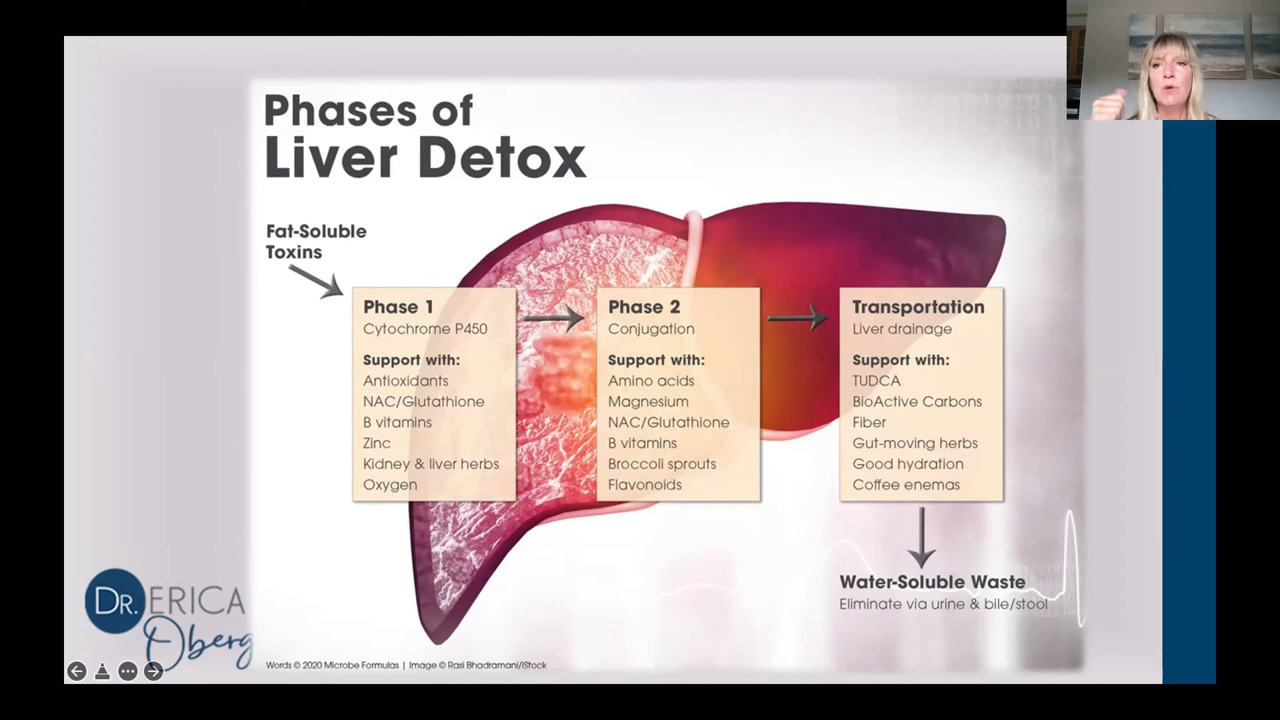 Phases of
Liver Detox
Fat-Soluble
Toxins
Phase 1
Cytochrome P450
Support with:
Antioxidants
NAC/Glutathione
B vitamins
Zinc
Kidney & liver herbs
Oxygen
Phase 2
Conjugation
Support with:
Amino acids
Magnesium
NAC/Glutathione
B vitamins
Broccoli sprouts
Flavonoids
Transportation
Liver drainage
Support with:
TUDCA
BioActive Carbons
Fiber
Gut-moving herbs
Good hydration
Coffee enemas
Water-Soluble Waste
Eliminate via urine & bile/stool
DR. ERICA
Oberg
Words © 2020 Microbe Formulas | Image © Rasi Bhadramani/iStock